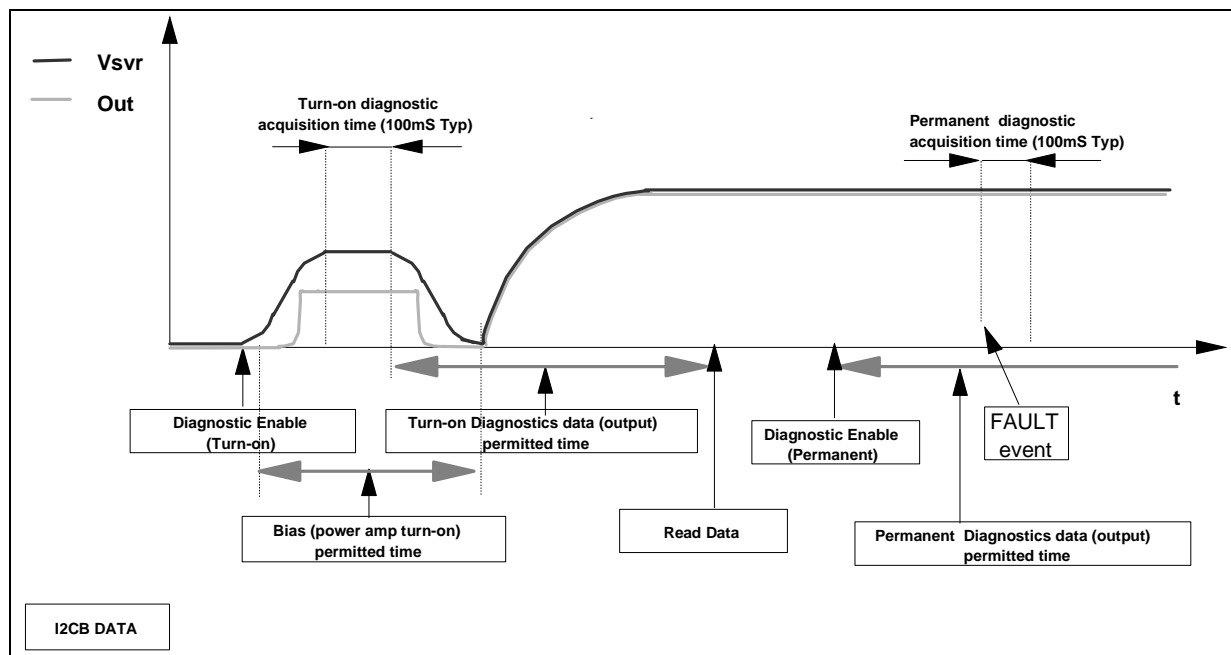 Vsvr
Out
Turn-on diagnostic
acquisition time (100mS Typ)
Permanent diagnostic
acquisition time (100mS Typ)
t
Diagnostic Enable
(Turn-on)
Turn-on Diagnostics data (output)
permitted time
Diagnostic Enable
(Permanent)
FAULT
event
Bias (power amp turn-on)
permitted time
Read Data
Permanent Diagnostics data (output)
permitted time
I2CB DATA